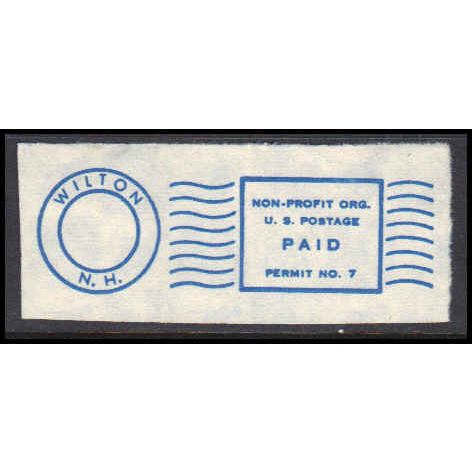 WILTON
N. H.
NON-PROFIT ORG.
U. S. POSTAGE
PAID
PERMIT NO. 7